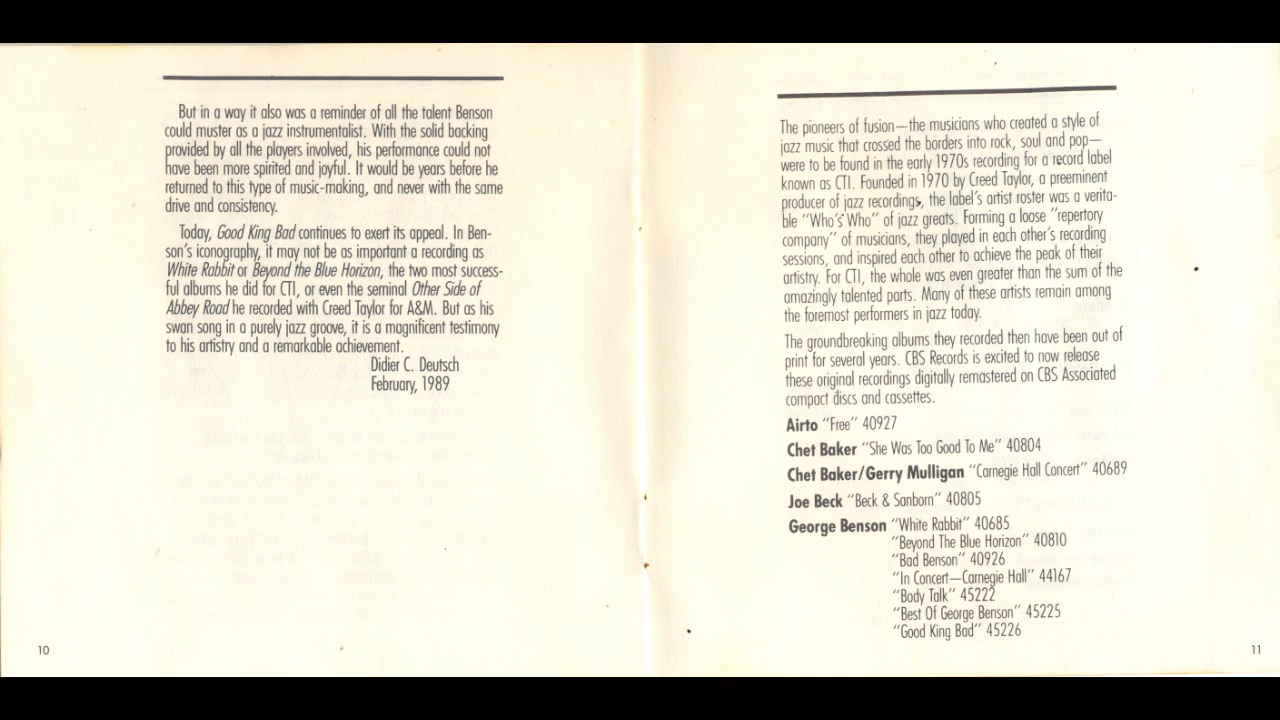 But in a way it also was a reminder of all the talent Benson
could muster as a jazz instrumentalist. With the solid backing
provided by all the players involved, his performance could not
have been more spirited and joyful. It would be years before he
returned to this type of music-making, and never with the same
drive and consistency.
Today, Good King Bad continues to exert its appeal. In Ben-
son's iconography, it may not be as important a recording as
White Rabbit or Beyond the Blue Horizon, the two most success-
ful albums he did for CTI, or even the seminal Other Side of
Abbey Road he recorded with Creed Taylor for A&M. But as his
swan song in a purely jazz groove, it is a magnificent testimony
to his artistry and a remarkable achievement.
Didier C. Deutsch
February, 1989
10
The pioneers of fusion—the musicians who created a style of
jazz music that crossed the borders into rock, soul and pop—
were to be found in the early 1970s recording for a record label
known as CTI. Founded in 1970 by Creed Taylor, a preeminent
producer of jazz recordings, the label's artist roster was a verita-
ble "Who's Who" of jazz greats. Forming a loose "repertory
company" of musicians, they played in each other's recording
sessions, and inspired each other to achieve the peak of their
artistry. For CTI, the whole was even greater than the sum of the
amazingly talented parts. Many of these artists remain among
the foremost performers in jazz today.
The groundbreaking albums they recorded then have been out of
print for several years. CBS Records is excited to now release
these original recordings digitally remastered on CBS Associated
compact discs and cassettes.
Airto "Free" 40927
Chet Baker "She Was Too Good To Me" 40804
Chet Baker/Gerry Mulligan "Carnegie Hall Concert" 40689
Joe Beck "Beck & Sanborn" 40805
George Benson "White Rabbit" 40685
"Beyond The Blue Horizon" 40810
"Bad Benson" 40926
"In Concert—Carnegie Hall" 44167
"Body Talk" 45222
"Best Of George Benson" 45225
"Good King Bad" 45226
11